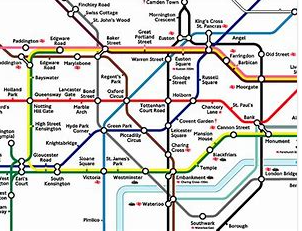 Finchley Road
Swiss Cottage
St. John's Wood
Camden Town
Mornington
Crescent
King's Cross
St. Pancras
Angel
Euston
Paddington
Edgware
Road
Baker
Street
Great
Portland
Street
Paddington
Edgware
Road
Marylebone
Warren Street
Euston
Square
Farringdon
Barbican
Old Street
Bayswater
Regent's
Park
Goodge
Street
Russell
Square
Moorgate
Holland
Park
Queensway
Lancaster
Gate
Bond
Street
Oxford
Circus
Holborn
St. Paul's
Bank
Notting
Hill Gate
Marble
Arch
Tottenham
Court Road
Chancery
Lane
Covent Garden
High Street
Kensington
Hyde Park
Corner
Green Park
Leicester
Square
Cannon Street
Piccadilly
Circus
Mansion
House
Monument
Knightsbridge
Charing
Cross
Blackfriars
Gloucester
Road
Sloane
Square
St. James's
Park
Temple
Earl's
Court
South
Kensington
Victoria
Westminster
Embankment
Pimlico
Waterloo
Southwark
London
Bridge
Borough